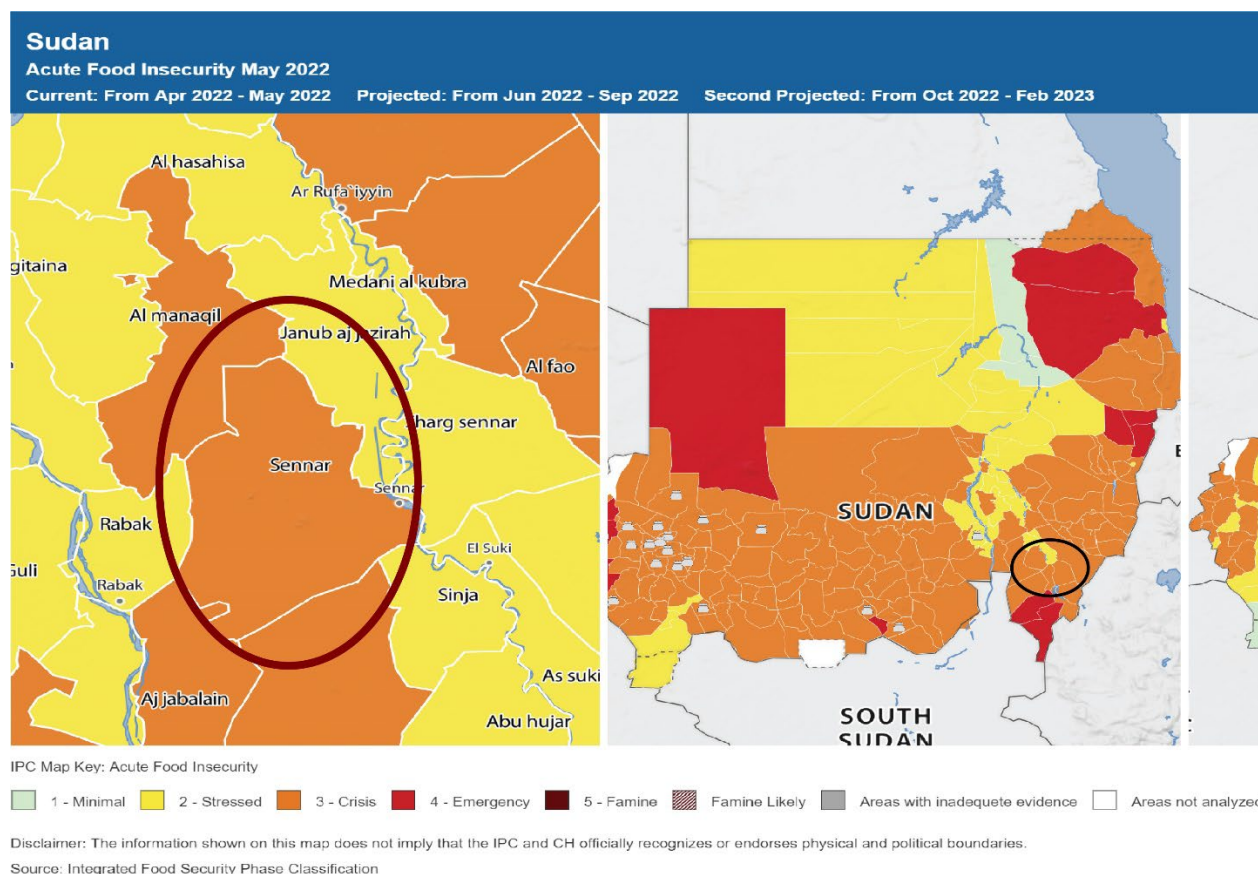 Sudan
Acute Food Insecurity May 2022
Current: From Apr 2022 - May 2022 Projected: From Jun 2022 - Sep 2022 Second Projected: From Oct 2022 - Feb 2023
Al hasahisa
Ar Rufa`iyyin
gitaina
Medani al kubra
Al manaqil
Janub aj jazirah
Al fao
Sharg sennar
Sennar
Sennar
Rabak
El Suki
Guli
Rabak
Sinja
As suki
Aj jabalain
Abu hujar
SUDAN
SOUTH
SUDAN
E
IPC Map Key: Acute Food Insecurity
1 - Minimal 2 - Stressed 3 - Crisis 4 - Emergency 5 - Famine Famine Likely Areas with inadequete evidence Areas not analyzed
Disclaimer: The information shown on this map does not imply that the IPC and CH officially recognizes or endorses physical and political boundaries.
Source: Integrated Food Security Phase Classification